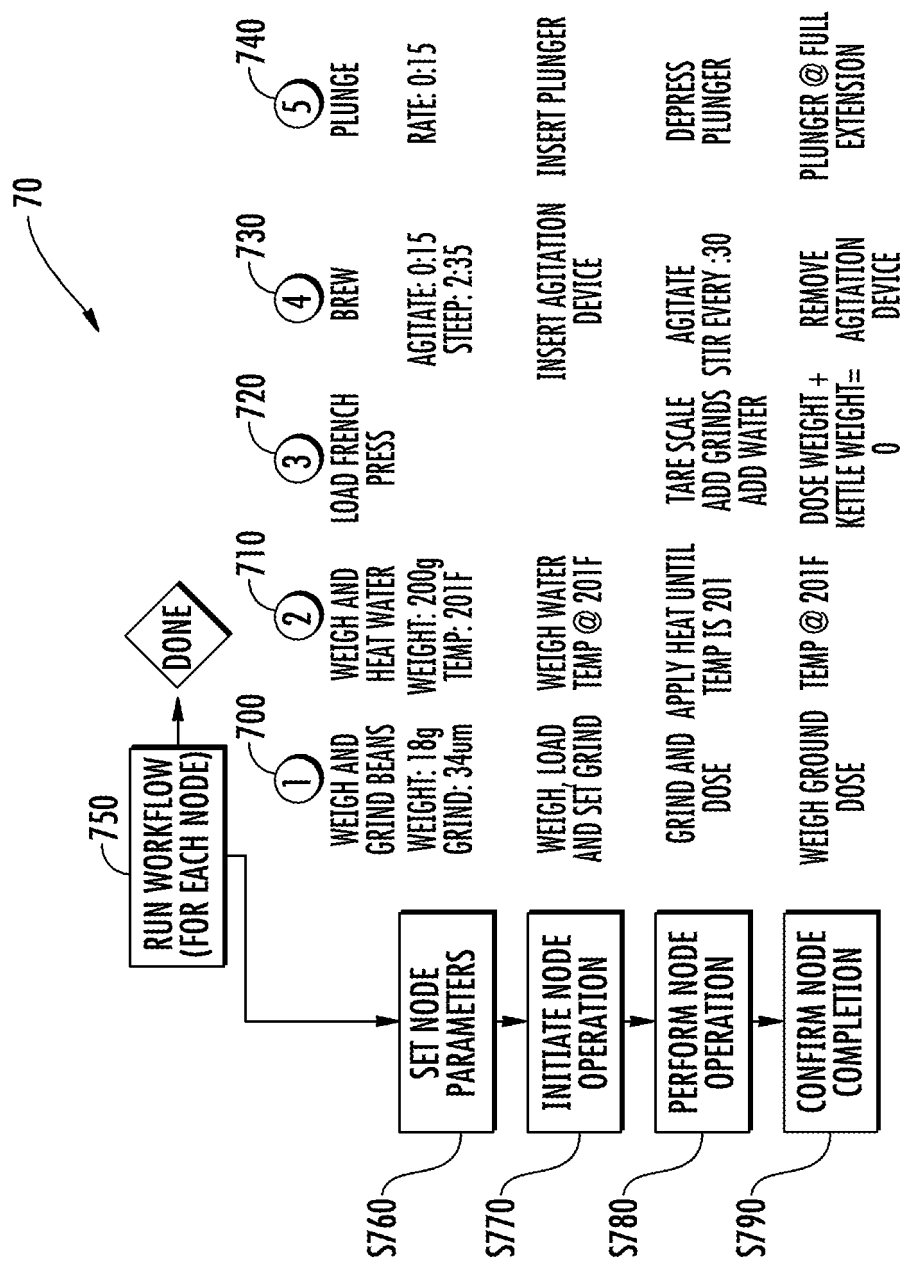 70
750
RUN WORKFLOW
(FOR EACH NODE)
DONE
700
710
720
730
740
1
2
3
4
5
WEIGH AND
GRIND BEANS
WEIGH AND
HEAT WATER
LOAD FRENCH
PRESS
BREW
PLUNGE
S760
SET NODE
PARAMETERS
WEIGHT: 18g
GRIND: 34um
WEIGHT: 200g
TEMP: 201F
AGITATE: 0:15
STEEP: 2:35
RATE: 0:15
S770
INITIATE NODE
OPERATION
WEIGH, LOAD
AND SET GRIND
WEIGH WATER
TEMP @ 201F
INSERT AGITATION
DEVICE
INSERT PLUNGER
S780
PERFORM NODE
OPERATION
GRIND AND
DOSE
APPLY HEAT UNTIL
TEMP IS 201
TARE SCALE
ADD GRINDS
ADD WATER
AGITATE
STIR EVERY :30
DEPRESS
PLUNGER
S790
CONFIRM NODE
COMPLETION
WEIGH GROUND
DOSE
TEMP @ 201F
DOSE WEIGHT +
KETTLE WEIGHT=
0
REMOVE
AGITATION
DEVICE
PLUNGER @ FULL
EXTENSION